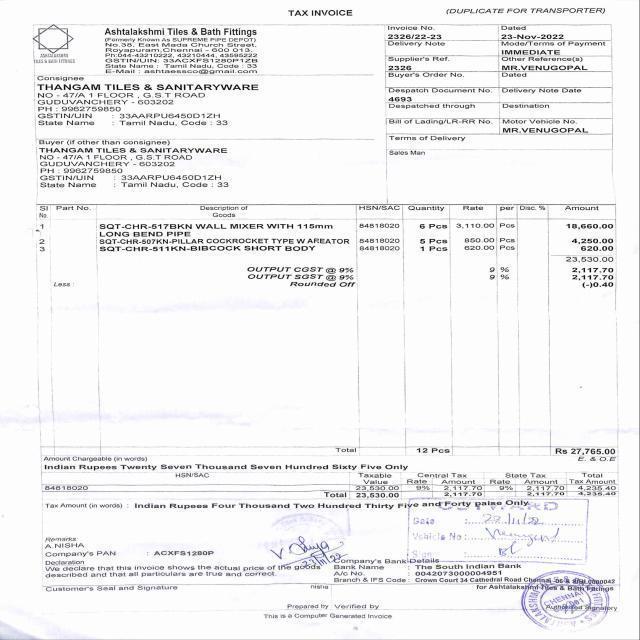 TAX INVOICE
(DUPLICATE FOR TRANSPORTER)
ASHTALAKSHMI
TILES & BATH FITTINGS
Ashtalakshmi Tiles & Bath Fittings
(Formerly Known As SUPREME PIPE DEPOT)
No.38, East Mada Church Street,
Royapuram,Chennai - 600 013.
Ph:044-43210222, 43210444, 43595222
GSTIN/UIN: 33ACXFS1280P1ZB
State Name : Tamil Nadu, Code : 33
E-Mail : ashtaessco@gmail.com
Invoice No.
2326/22-23
Dated
23-Nov-2022
Delivery Note
Mode/Terms of Payment
IMMEDIATE
Supplier's Ref.
2326
Other Reference(s)
MR.VENUGOPAL
Buyer's Order No.
Dated
Despatch Document No.
4693
Delivery Note Date
Despatched through
Destination
Bill of Lading/LR-RR No.
Motor Vehicle No.
MR.VENUGOPAL
Terms of Delivery
Sales Man
Consignee
THANGAM TILES & SANITARYWARE
NO - 47/A 1 FLOOR , G.S.T ROAD
GUDUVANCHERY - 603202
PH : 9962759850
GSTIN/UIN : 33AARPU6450D1ZH
State Name : Tamil Nadu, Code : 33
Buyer (if other than consignee)
THANGAM TILES & SANITARYWARE
NO - 47/A 1 FLOOR , G.S.T ROAD
GUDUVANCHERY - 603202
PH : 9962759850
GSTIN/UIN : 33AARPU6450D1ZH
State Name : Tamil Nadu, Code : 33
Sl No. Part No. Description of Goods HSN/SAC Quantity Rate per Disc. % Amount
1 SQT-CHR-517BKN WALL MIXER WITH 115mm 84818020 6 Pcs 3,110.00 Pcs 18,660.00
LONG BEND PIPE
2 SQT-CHR-507KN-PILLAR COCKROCKET TYPE W AREATOR 84818020 5 Pcs 850.00 Pcs 4,250.00
3 SQT-CHR-511KN-BIBCOCK SHORT BODY 84818020 1 Pcs 620.00 Pcs 620.00
23,530.00
OUTPUT CGST @ 9% 9 % 2,117.70
OUTPUT SGST @ 9% 9 % 2,117.70
Less : Rounded Off (-)0.40
Total 12 Pcs Rs 27,765.00
Amount Chargeable (in words) E. & O.E
Indian Rupees Twenty Seven Thousand Seven Hundred Sixty Five Only
HSN/SAC Taxable Value Central Tax Rate Amount State Tax Rate Amount Total Tax Amount
84818020 23,530.00 9% 2,117.70 9% 2,117.70 4,235.40
Total 23,530.00 2,117.70 2,117.70 4,235.40
Tax Amount (in words) : Indian Rupees Four Thousand Two Hundred Thirty Five and Forty paise Only
Date : 22/11/22
Vehicle No :
Sign :
Remarks:
A.NISHA
Company's PAN : ACXFS1280P
Declaration
We declare that this invoice shows the actual price of the goods
described and that all particulars are true and correct.
23/11/22
Company's Bank Details
Bank Name : The South Indian Bank
A/c No. : 0042073000004951
Branch & IFS Code : Crown Court 34 Cathedral Road Chennai
Customer's Seal and Signature
nisha
for Ashtalakshmi Tiles & Bath Fittings
CHENNAI
Prepared by Verified by
Authorised Signatory
This is a Computer Generated Invoice